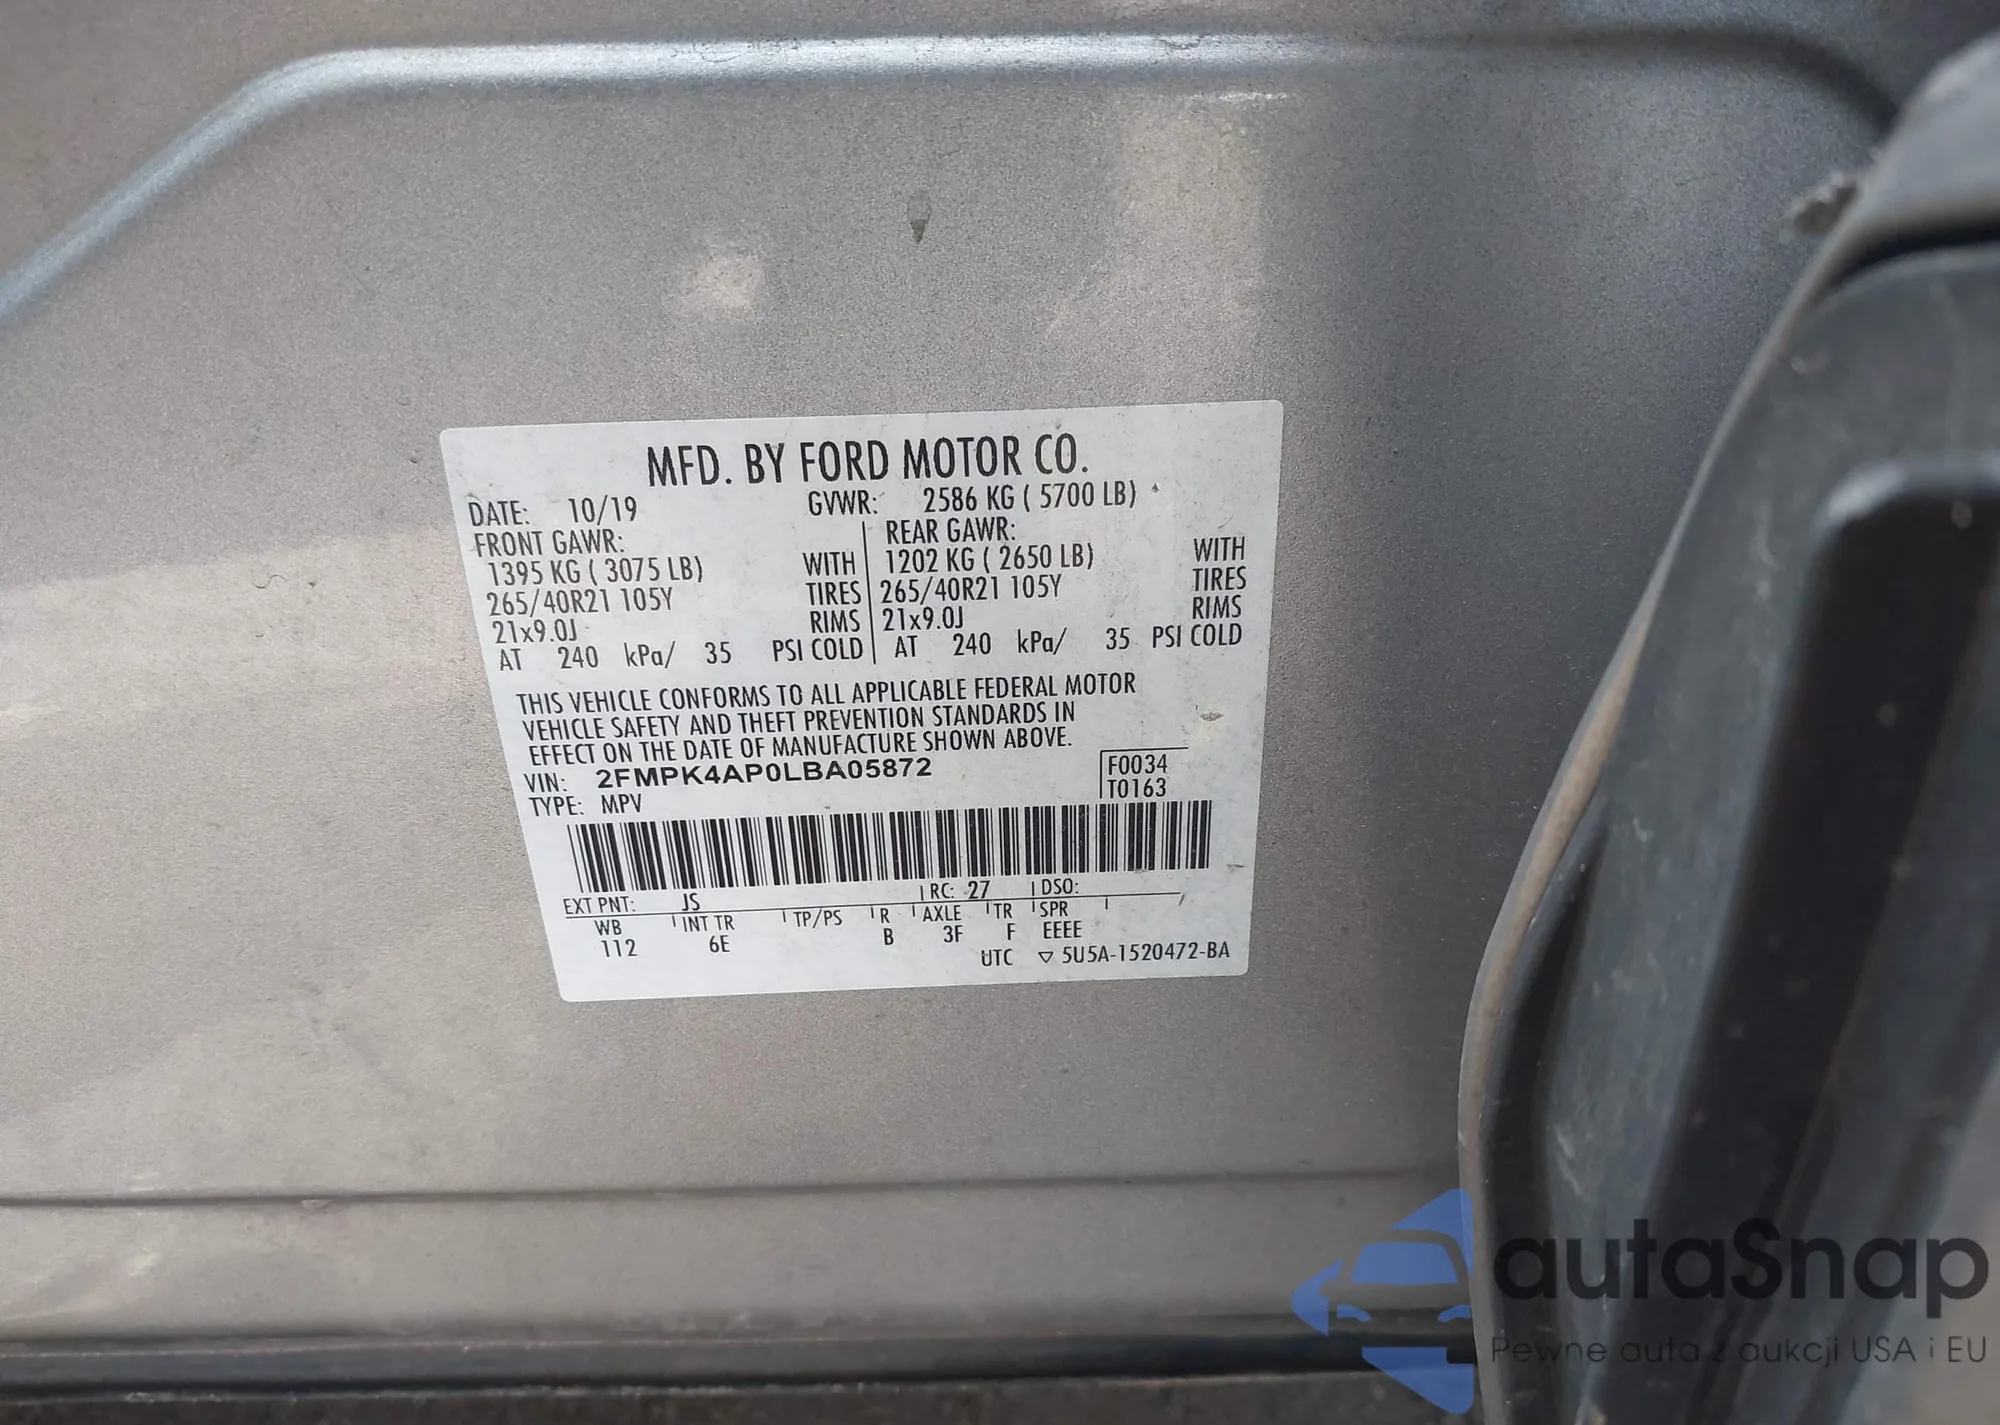 MFD. BY FORD MOTOR CO.
DATE: 10/19 GVWR: 2586 KG ( 5700 LB)
FRONT GAWR: REAR GAWR:
1395 KG ( 3075 LB) WITH 1202 KG ( 2650 LB) WITH
265/40R21 105Y TIRES 265/40R21 105Y TIRES
21x9.0J RIMS 21x9.0J RIMS
AT 240 kPa/ 35 PSI COLD AT 240 kPa/ 35 PSI COLD
THIS VEHICLE CONFORMS TO ALL APPLICABLE FEDERAL MOTOR
VEHICLE SAFETY AND THEFT PREVENTION STANDARDS IN
EFFECT ON THE DATE OF MANUFACTURE SHOWN ABOVE.
VIN: 2FMPK4AP0LBA05872 F0034
TYPE: MPV T0163
EXT PNT: JS RC: 27 DSO:
WB INT TR TP/PS R AXLE TR SPR
112 6E B 3F F EEEE
UTC ▽ 5U5A-1520472-BA
autaSnap
Pewne auta z aukcji USA i EU